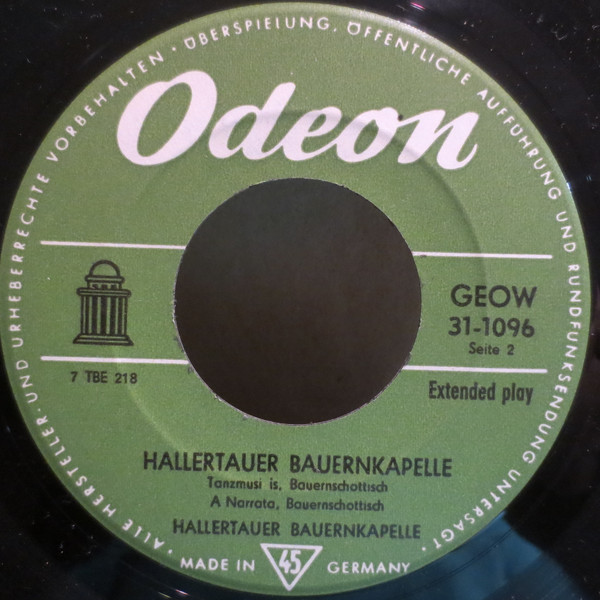 ALLE HERSTELLER- UND URHEBERRECHTE VORBEHALTEN · ÜBERSPIELUNG, ÖFFENTLICHE AUFFÜHRUNG UND RUNDFUNKSENDUNG UNTERSAGT ·
Odeon
GEOW
31-1096
Seite 2
7 TBE 218
Extended play
HALLERTAUER BAUERNKAPELLE
Tanzmusi is, Bauernschottisch
A Narrata, Bauernschottisch
HALLERTAUER BAUERNKAPELLE
MADE IN 45 GERMANY